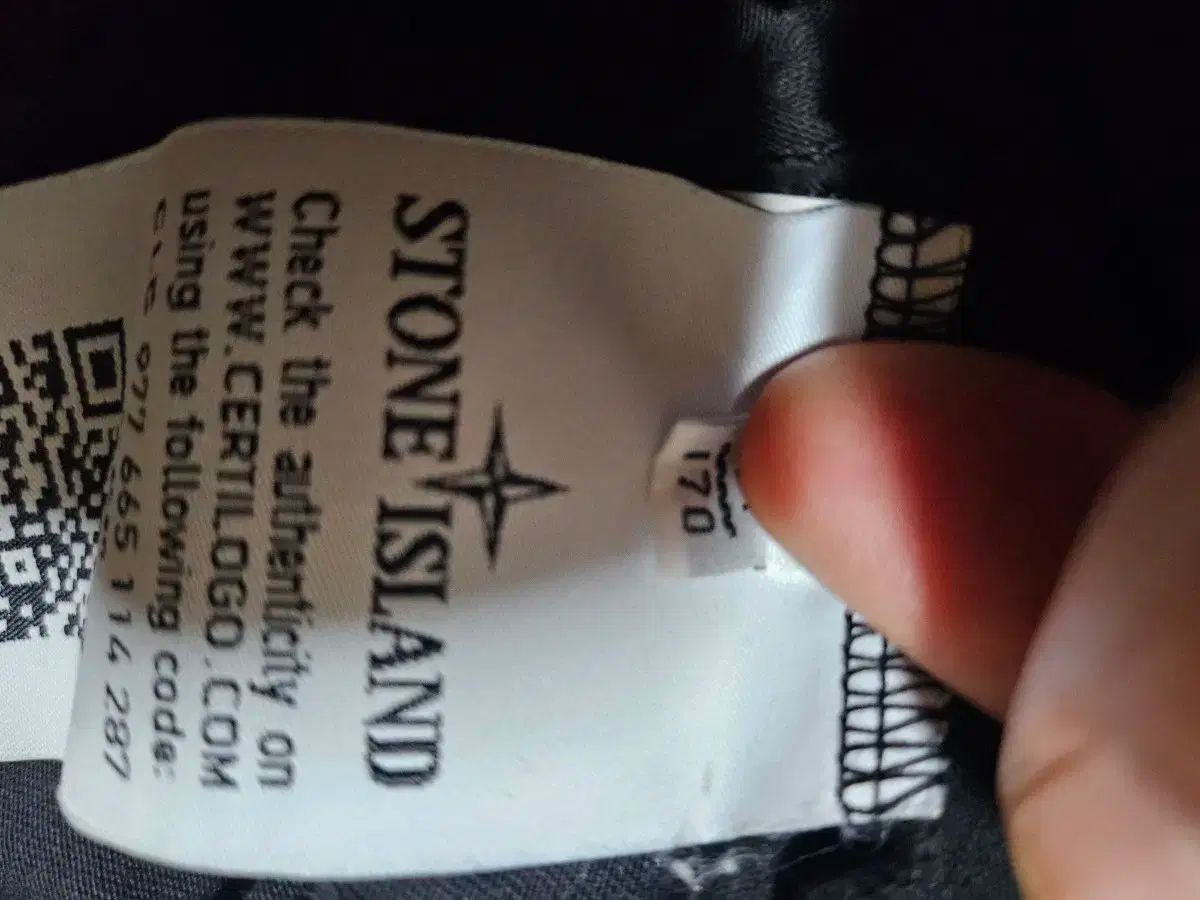 170
STONE ISLAND
Check the authenticity on
WWW.CERTILOGO.COM
using the following code:
977 665 114 287